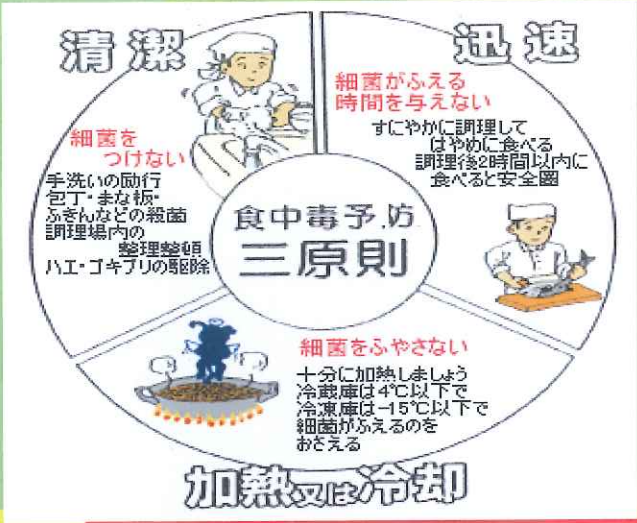 清潔
細菌を
つけない
手洗いの励行
包丁・まな板・
ふきんなどの殺菌
調理場内の
整理整頓
ハエ・ゴキブリの駆除
迅速
細菌がふえる
時間を与えない
すにやかに調理して
はやめに食べる
調理後2時間以内に
食べると安全圏
食中毒予防
三原則
細菌をふやさない
十分に加熱しましょう
冷蔵庫は4℃以下で
冷凍庫は-15℃以下で
細菌がふえるのを
おさえる
加熱又は冷却